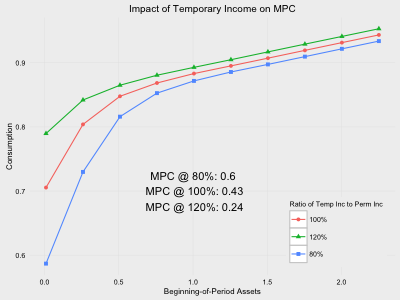 Impact of Temporary Income on MPC
Consumption
0.9
0.8
0.7
0.6
MPC @ 80%: 0.6
MPC @ 100%: 0.43
MPC @ 120%: 0.24
Ratio of Temp Inc to Perm Inc
100%
120%
80%
0.0
0.5
1.0
1.5
2.0
Beginning-of-Period Assets